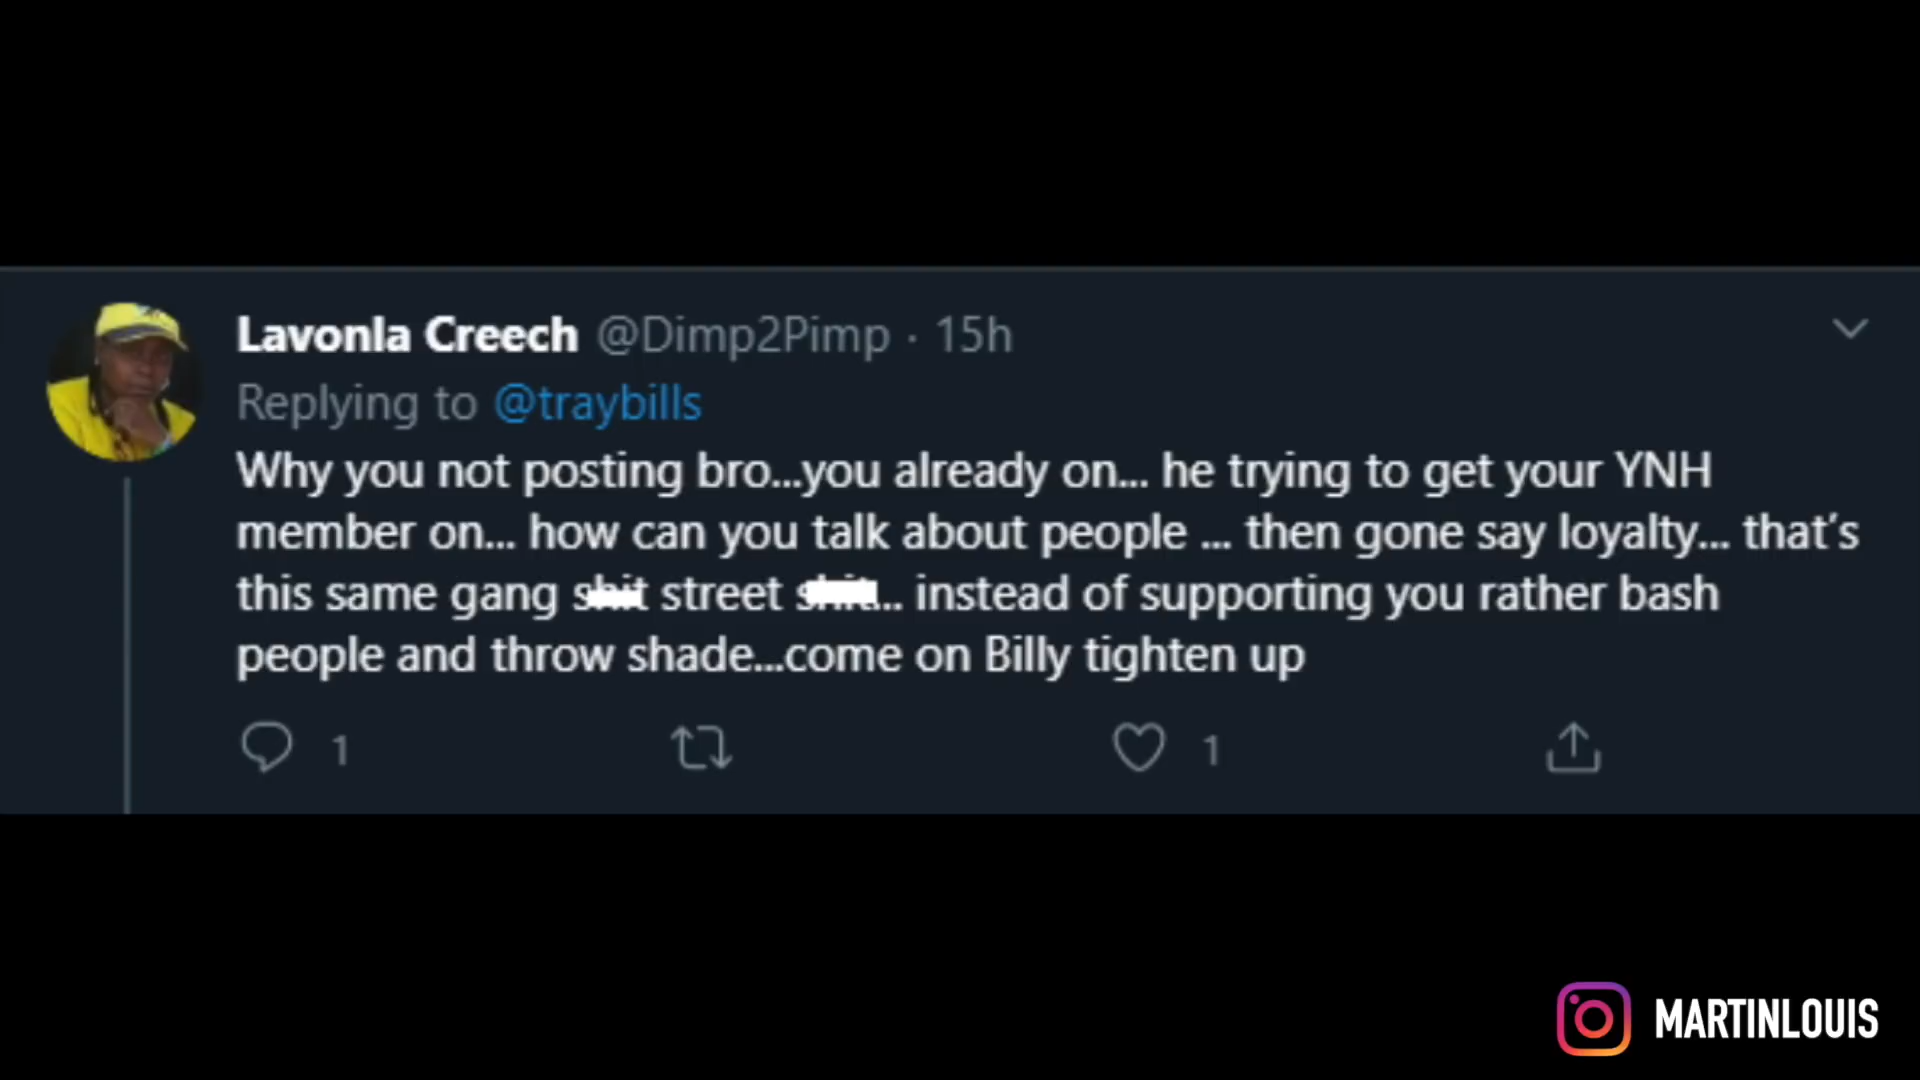 Lavonla Creech @Dimp2Pimp · 15h
Replying to @traybills
Why you not posting bro...you already on... he trying to get your YNH
member on... how can you talk about people ... then gone say loyalty... that's
this same gang shit street shit... instead of supporting you rather bash
people and throw shade...come on Billy tighten up
1 1
MARTINLOUIS